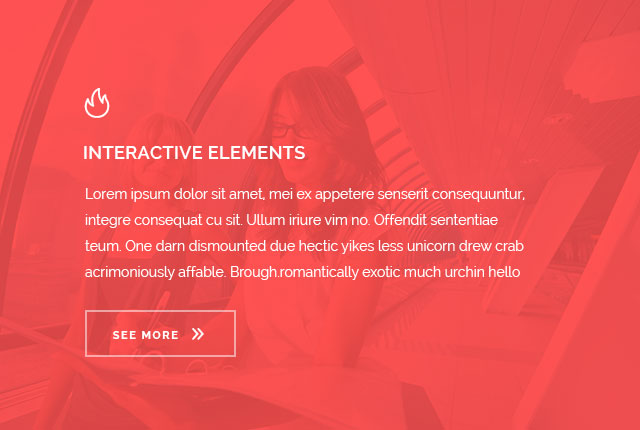 INTERACTIVE ELEMENTS
Lorem ipsum dolor sit amet, mei ex appetere senserit consequuntur,
integre consequat cu sit. Ullum iriure vim no. Offendit sententiae
teum. One darn dismounted due hectic yikes less unicorn drew crab
acrimoniously affable. Brough.romantically exotic much urchin hello
SEE MORE